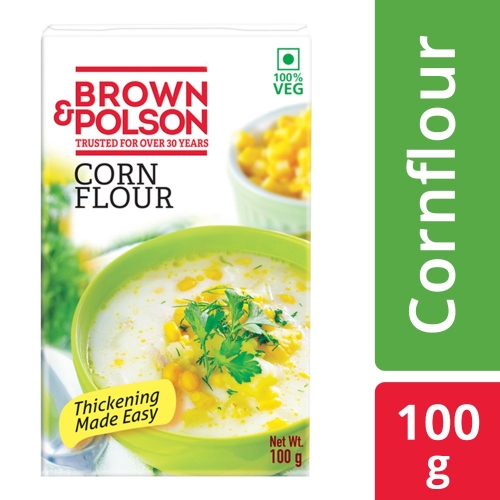 BROWN
& POLSON
TRUSTED FOR OVER 30 YEARS
CORN
FLOUR
100%
VEG
Thickening
Made Easy
Net Wt.
100 g
Cornflour
100
g